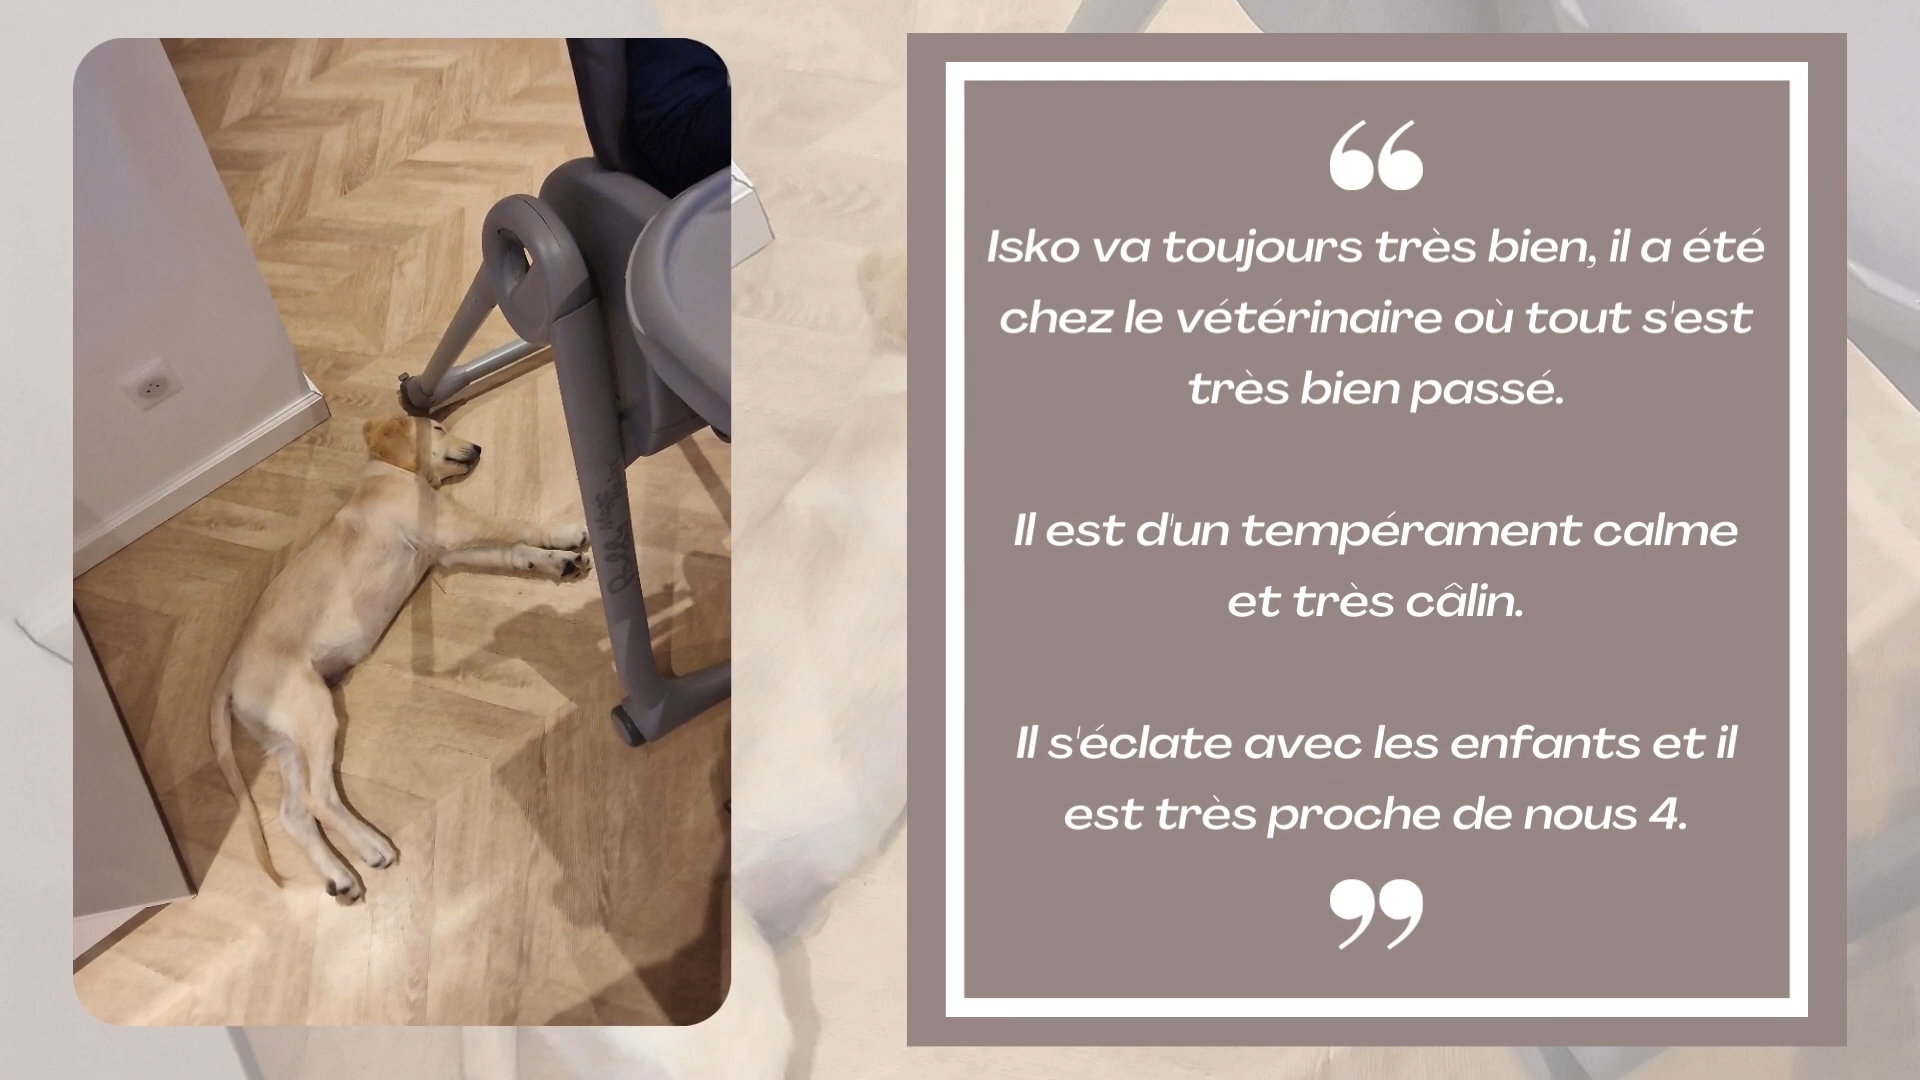 “
Isko va toujours très bien, il a été
chez le vétérinaire où tout s'est
très bien passé.
Il est d'un tempérament calme
et très câlin.
Il s'éclate avec les enfants et il
est très proche de nous 4.
”